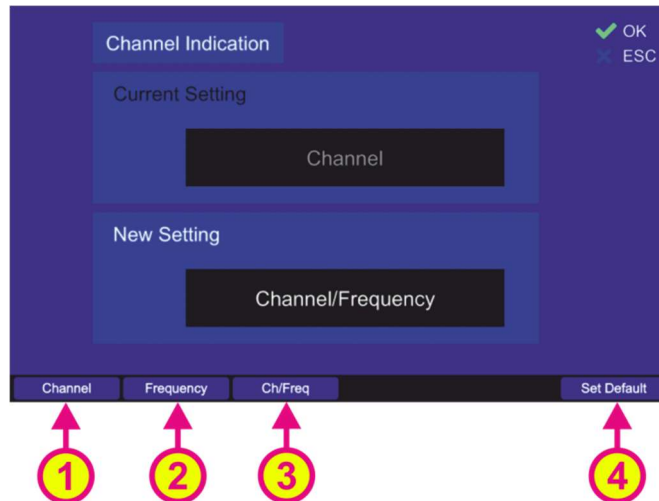 Channel Indication
OK
ESC
Current Setting
Channel
New Setting
Channel/Frequency
Channel Frequency Ch/Freq Set Default
1 2 3 4